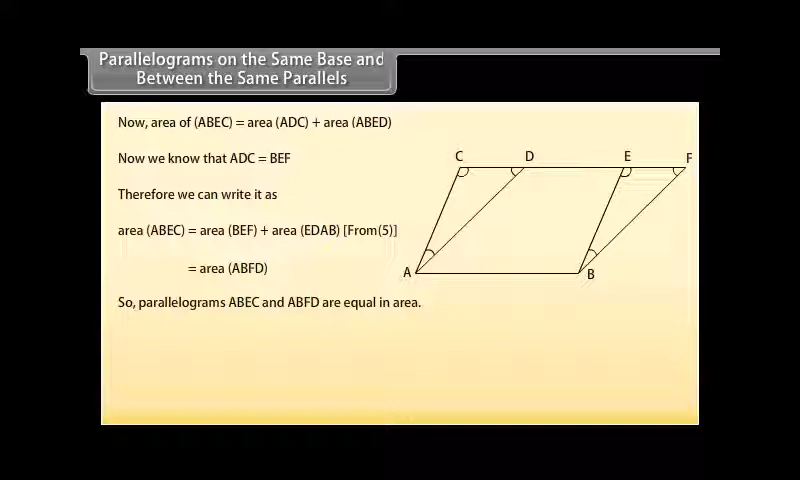 Parallelograms on the Same Base and
Between the Same Parallels
Now, area of (ABEC) = area (ADC) + area (ABED)
Now we know that ADC = BEF
Therefore we can write it as
area (ABEC) = area (BEF) + area (EDAB) [From(5)]
= area (ABFD)
So, parallelograms ABEC and ABFD are equal in area.
C D E F
A B